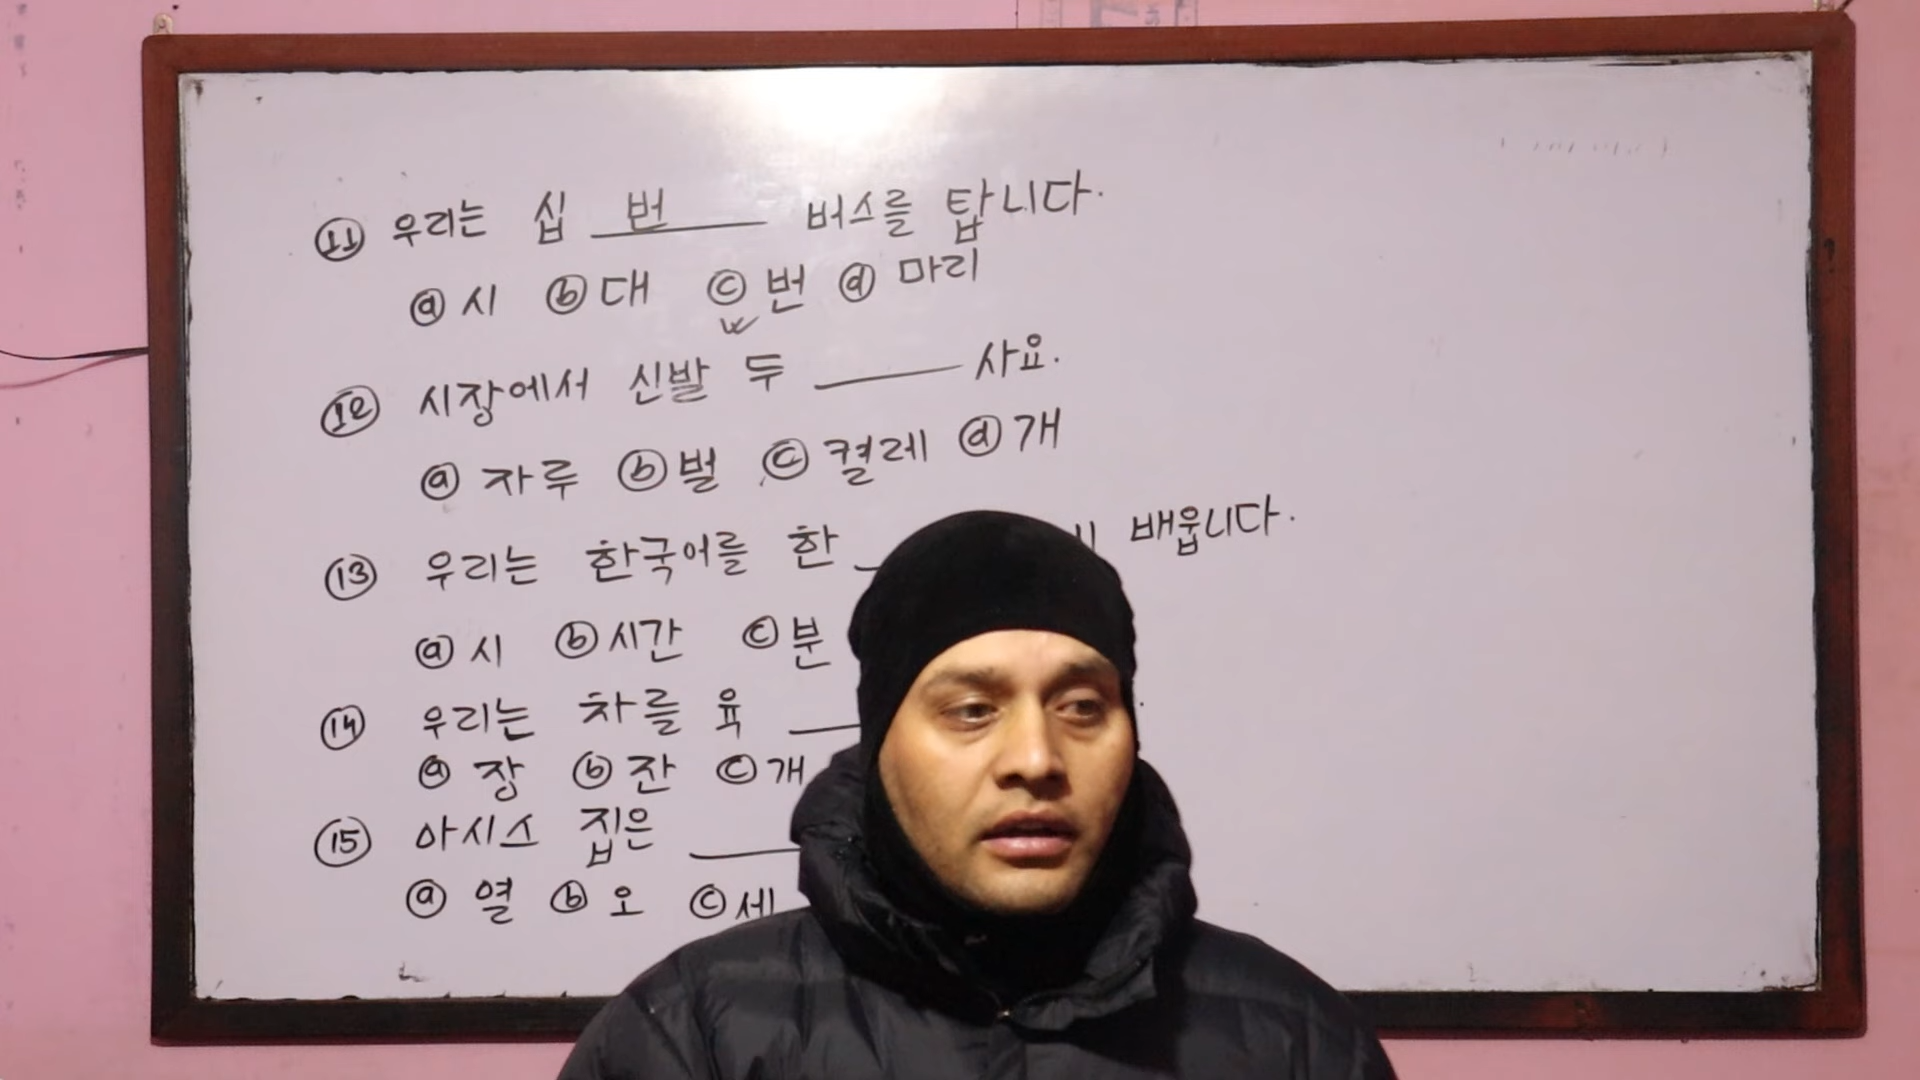 ⑪ 우리는 십 번 버스를 탑니다.
ⓐ 시 ⓑ 대 ⓒ 번 ⓓ 마리
⑫ 시장에서 신발 두 ____ 사요.
ⓐ 자루 ⓑ 벌 ⓒ 켤레 ⓓ 개
⑬ 우리는 한국어를 한 ____ 배웁니다.
ⓐ 시 ⓑ 시간 ⓒ 분
⑭ 우리는 차를 육 ____
ⓐ 장 ⓑ 잔 ⓒ 개
⑮ 아시스 집은 ____
ⓐ 열 ⓑ 오 ⓒ 세